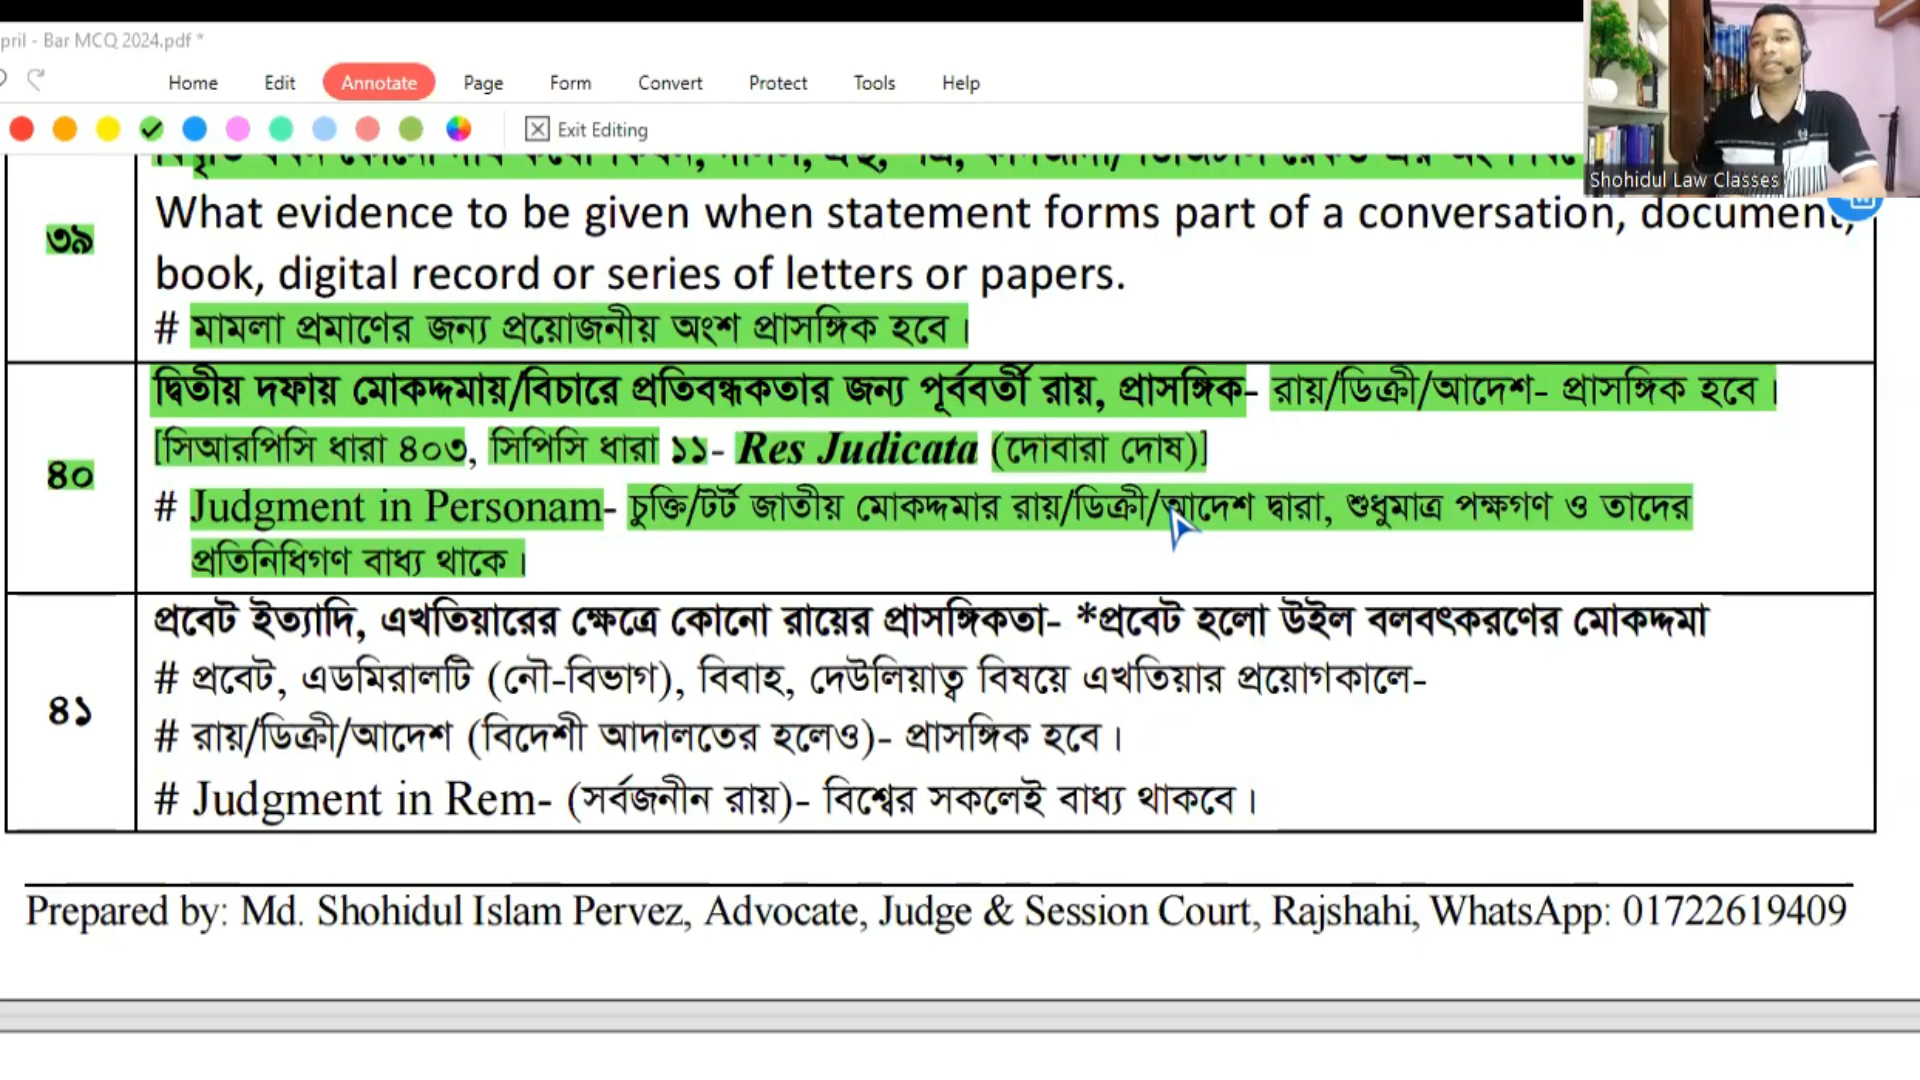 pril - Bar MCQ 2024.pdf *
Home Edit Annotate Page Form Convert Protect Tools Help
Exit Editing
Shohidul Law Classes
৩৯
What evidence to be given when statement forms part of a conversation, document,
book, digital record or series of letters or papers.
# মামলা প্রমাণের জন্য প্রয়োজনীয় অংশ প্রাসঙ্গিক হবে।
৪০
দ্বিতীয় দফায় মোকদ্দমায়/বিচারে প্রতিবন্ধকতার জন্য পূর্ববর্তী রায়, প্রাসঙ্গিক- রায়/ডিক্রী/আদেশ- প্রাসঙ্গিক হবে।
[সিআরপিসি ধারা ৪০৩, সিপিসি ধারা ১১- Res Judicata (দোবারা দোষ)]
# Judgment in Personam- চুক্তি/টর্ট জাতীয় মোকদ্দমার রায়/ডিক্রী/আদেশ দ্বারা, শুধুমাত্র পক্ষগণ ও তাদের
প্রতিনিধিগণ বাধ্য থাকে।
৪১
প্রবেট ইত্যাদি, এখতিয়ারের ক্ষেত্রে কোনো রায়ের প্রাসঙ্গিকতা- *প্রবেট হলো উইল বলবৎকরণের মোকদ্দমা
# প্রবেট, এডমিরালটি (নৌ-বিভাগ), বিবাহ, দেউলিয়াত্ব বিষয়ে এখতিয়ার প্রয়োগকালে-
# রায়/ডিক্রী/আদেশ (বিদেশী আদালতের হলেও)- প্রাসঙ্গিক হবে।
# Judgment in Rem- (সর্বজনীন রায়)- বিশ্বের সকলেই বাধ্য থাকবে।
Prepared by: Md. Shohidul Islam Pervez, Advocate, Judge & Session Court, Rajshahi, WhatsApp: 01722619409